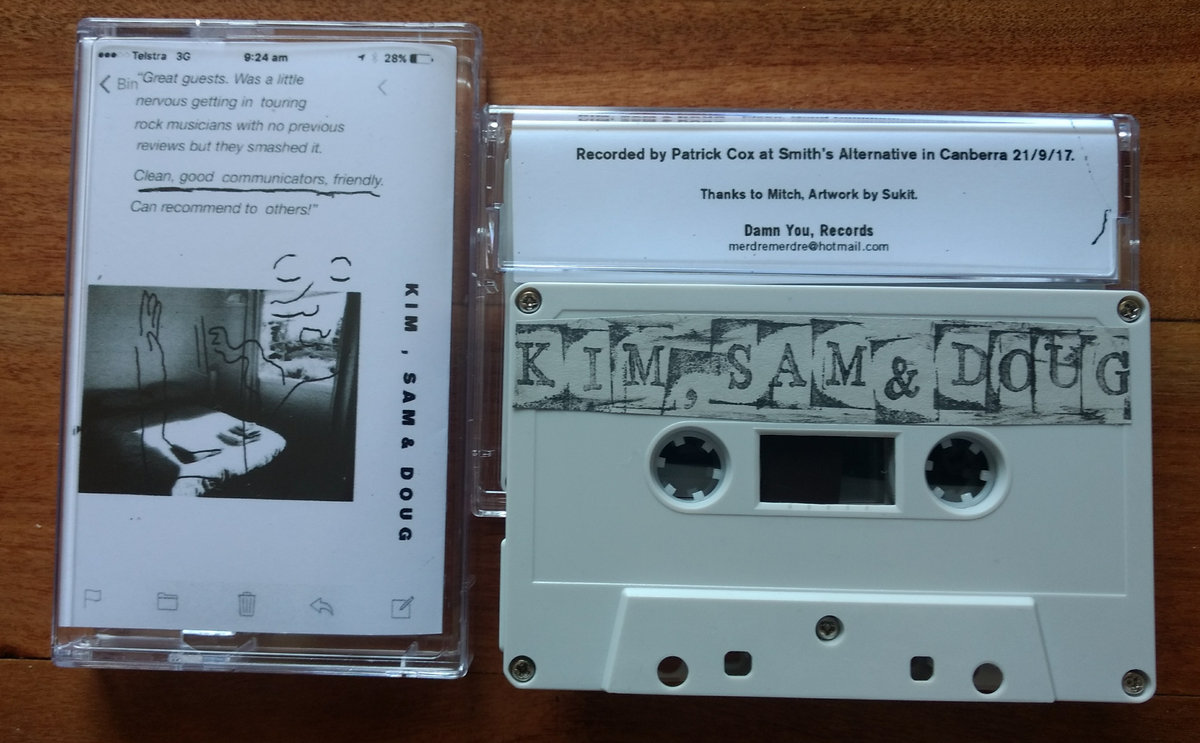 Telstra 3G 9:24 am 28%
Bin
"Great guests. Was a little
nervous getting in touring
rock musicians with no previous
reviews but they smashed it.
Clean, good communicators, friendly.
Can recommend to others!"
KIM , SAM & DOUG
Recorded by Patrick Cox at Smith's Alternative in Canberra 21/9/17.
Thanks to Mitch, Artwork by Sukit.
Damn You, Records
merdremerdre@hotmail.com
KIM, SAM & DOUG